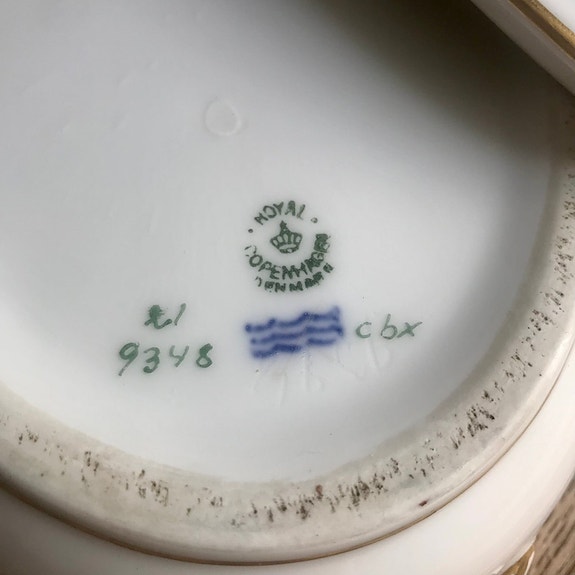 ROYAL
COPENHAGEN
DENMARK
cbx
9348